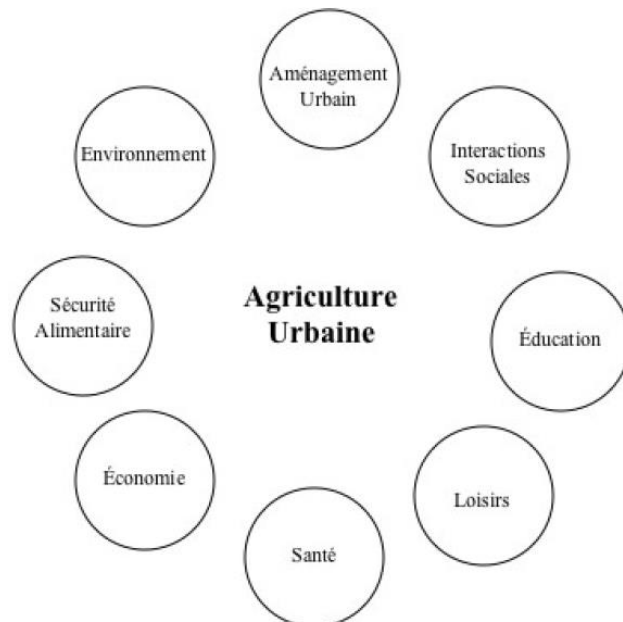 Aménagement
Urbain
Environnement
Interactions
Sociales
Agriculture
Urbaine
Sécurité
Alimentaire
Éducation
Économie
Loisirs
Santé